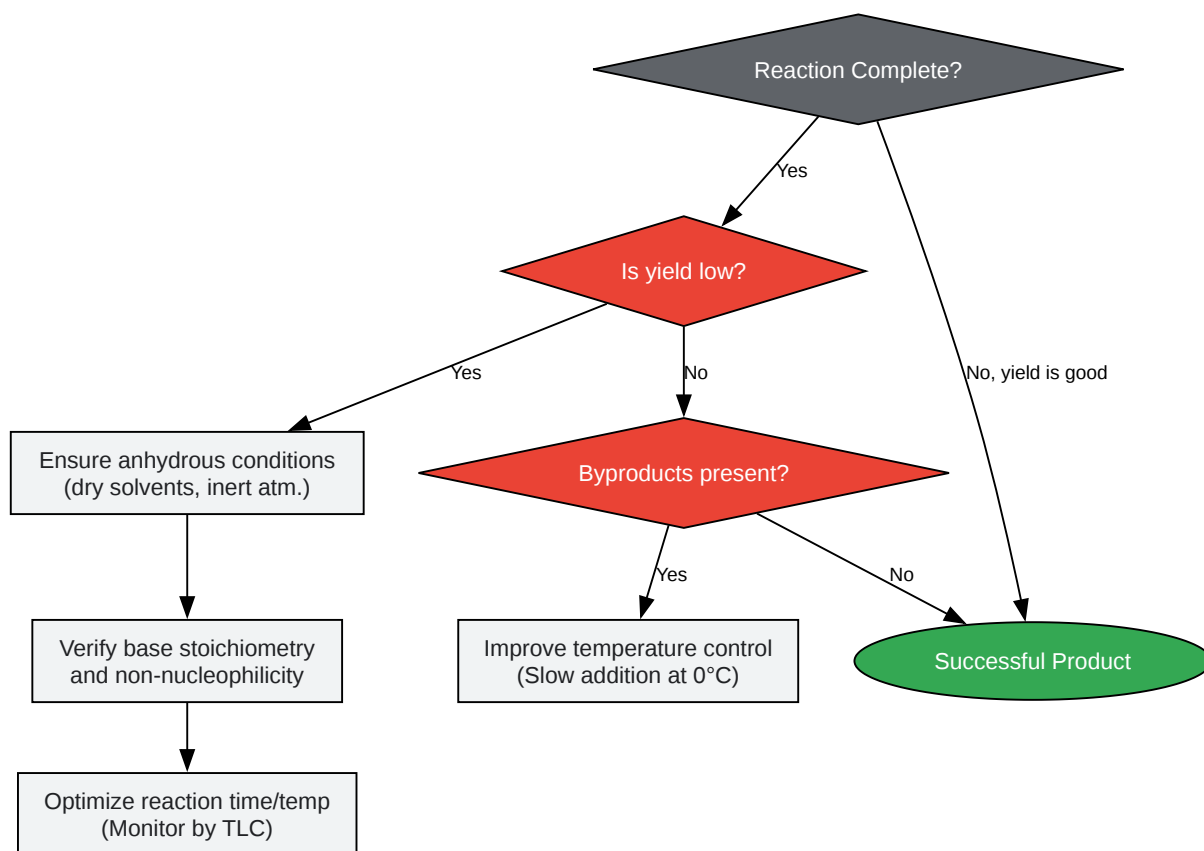 Reaction Complete?
Yes
Is yield low?
Yes
No
No, yield is good
Ensure anhydrous conditions
(dry solvents, inert atm.)
Byproducts present?
Yes
No
Verify base stoichiometry
and non-nucleophilicity
Improve temperature control
(Slow addition at 0°C)
Successful Product
Optimize reaction time/temp
(Monitor by TLC)